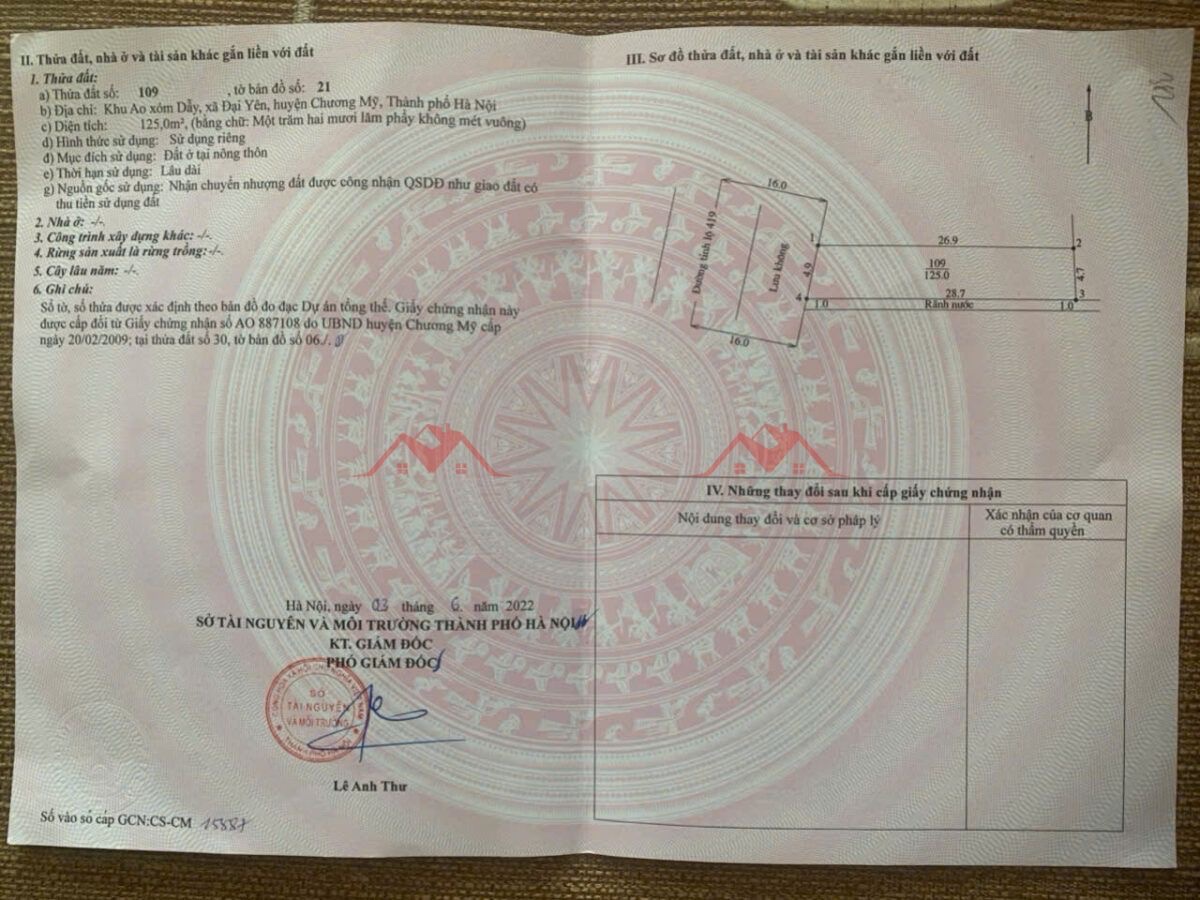 II. Thửa đất, nhà ở và tài sản khác gắn liền với đất
1. Thửa đất:
a) Thửa đất số: 109 , tờ bản đồ số: 21
b) Địa chỉ: Khu Ao xóm Dẫy, xã Đại Yên, huyện Chương Mỹ, Thành phố Hà Nội
c) Diện tích: 125,0m², (bằng chữ: Một trăm hai mươi lăm phẩy không mét vuông)
d) Hình thức sử dụng: Sử dụng riêng
đ) Mục đích sử dụng: Đất ở tại nông thôn
e) Thời hạn sử dụng: Lâu dài
g) Nguồn gốc sử dụng: Nhận chuyển nhượng đất được công nhận QSDĐ như giao đất có
thu tiền sử dụng đất
2. Nhà ở: -/-.
3. Công trình xây dựng khác: -/-.
4. Rừng sản xuất là rừng trồng: -/-.
5. Cây lâu năm: -/-.
6. Ghi chú:
Số tờ, số thửa được xác định theo bản đồ đo đạc Dự án tổng thể. Giấy chứng nhận này
được cấp đổi từ Giấy chứng nhận số AO 887108 do UBND huyện Chương Mỹ cấp
ngày 20/02/2009; tại thửa đất số 30, tờ bản đồ số 06./.
Hà Nội, ngày 03 tháng 6. năm 2022
SỞ TÀI NGUYÊN VÀ MÔI TRƯỜNG THÀNH PHỐ HÀ NỘI
KT. GIÁM ĐỐC
PHÓ GIÁM ĐỐC
CỘNG HÒA XÃ HỘI CHỦ NGHĨA VIỆT NAM
SỞ
TÀI NGUYÊN
VÀ MÔI TRƯỜNG
THÀNH PHỐ HÀ NỘI
Lê Anh Thư
Số vào sổ cấp GCN:CS-CM 15887
III. Sơ đồ thửa đất, nhà ở và tài sản khác gắn liền với đất
B
16.0
Đường tỉnh lộ 419
Lưu không
16.0
1
26.9
2
4.9
109
125.0
4.7
4
28.7
3
1.0
Rãnh nước
1.0
IV. Những thay đổi sau khi cấp giấy chứng nhận
Nội dung thay đổi và cơ sở pháp lý
Xác nhận của cơ quan
có thẩm quyền